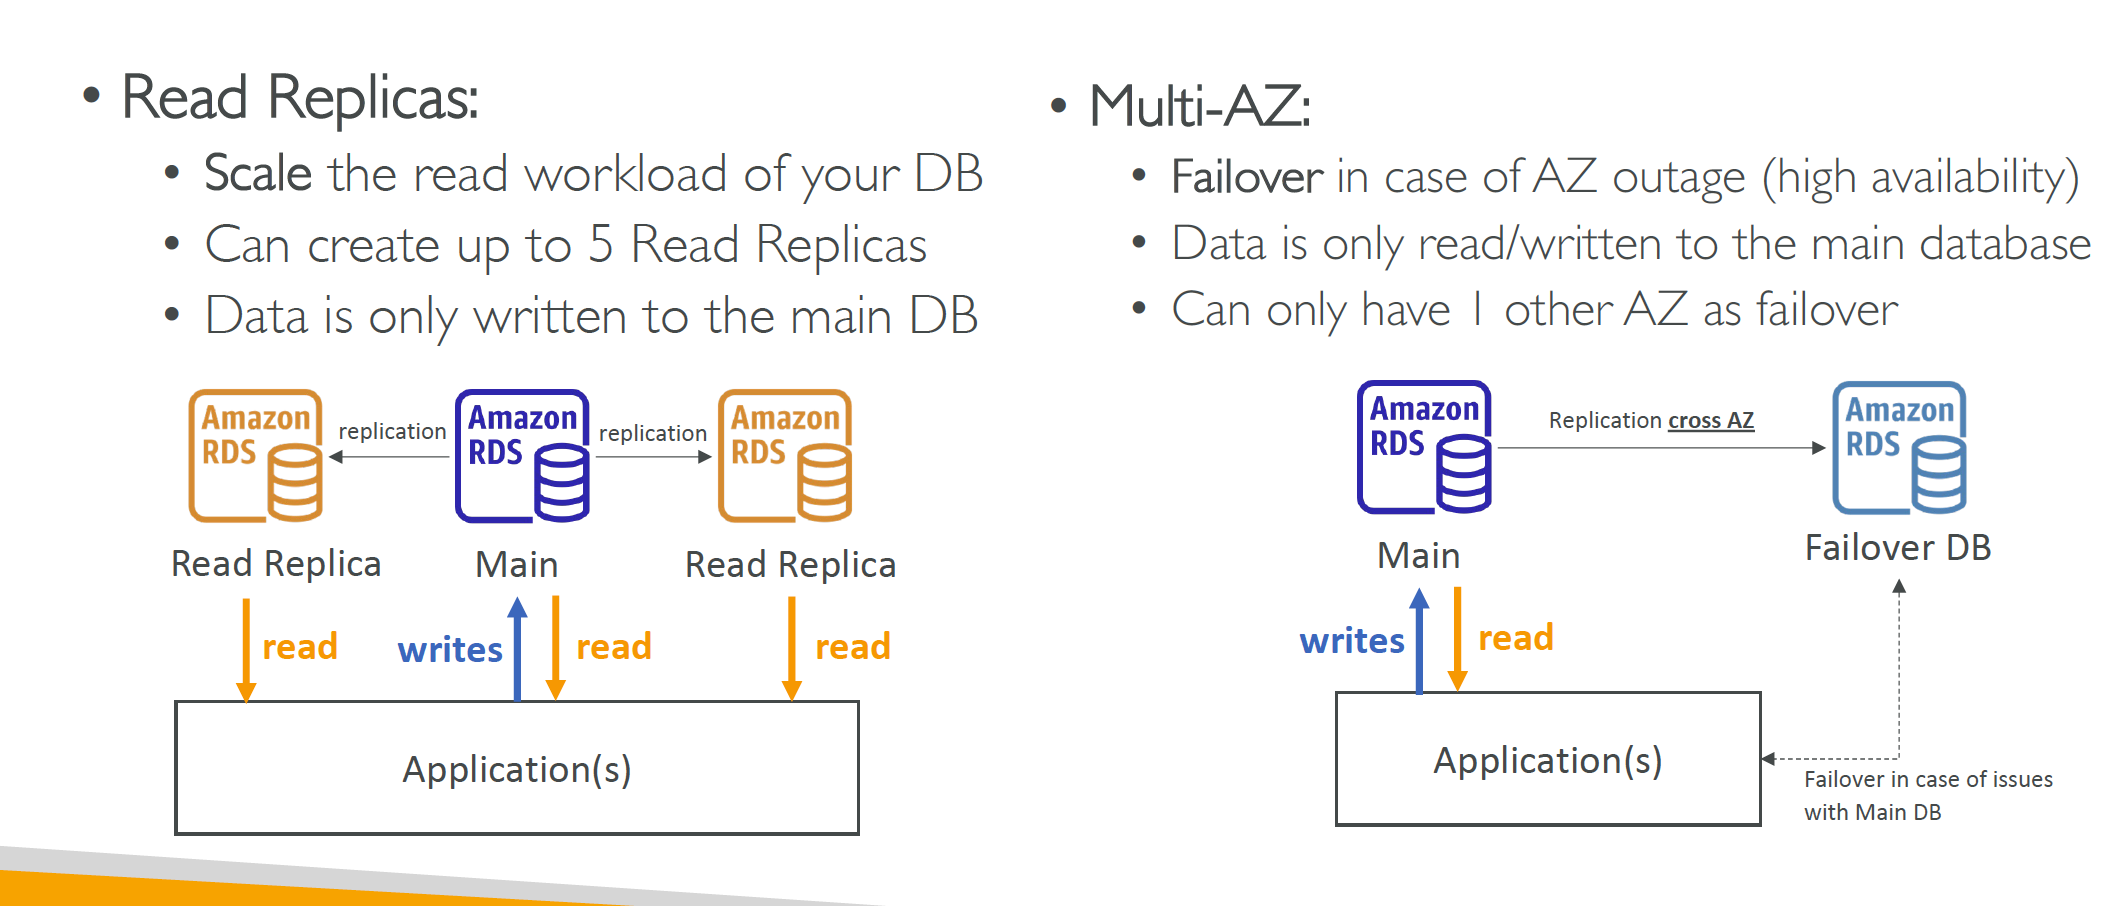 • Read Replicas:
• Scale the read workload of your DB
• Can create up to 5 Read Replicas
• Data is only written to the main DB
Amazon
RDS
replication
Amazon
RDS
replication
Amazon
RDS
Read Replica
Main
Read Replica
read
writes
read
read
Application(s)
• Multi-AZ:
• Failover in case of AZ outage (high availability)
• Data is only read/written to the main database
• Can only have 1 other AZ as failover
Amazon
RDS
Replication cross AZ
Amazon
RDS
Main
Failover DB
writes
read
Application(s)
Failover in case of issues
with Main DB